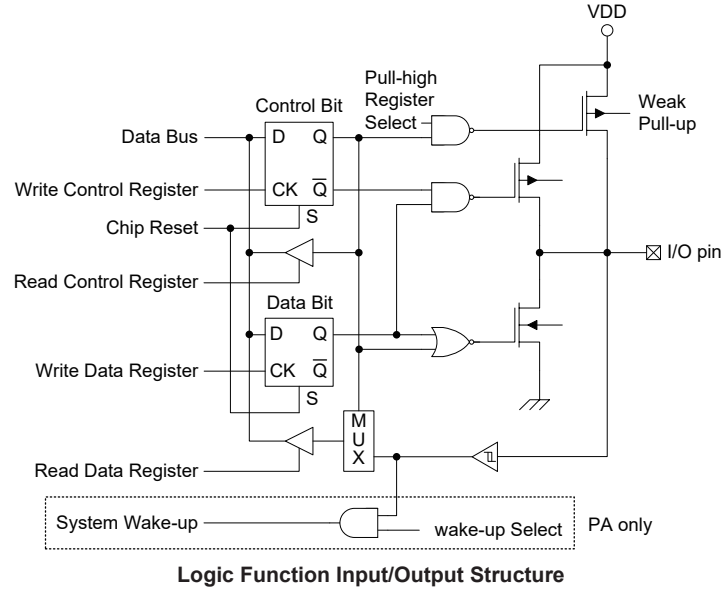 VDD
Pull-high
Register
Select
Weak
Pull-up
Control Bit
Data Bus
D
Q
Write Control Register
CK
Q̅
S
Chip Reset
I/O pin
Read Control Register
Data Bit
D
Q
Write Data Register
CK
Q̅
S
M
U
X
Read Data Register
System Wake-up
wake-up Select
PA only
Logic Function Input/Output Structure